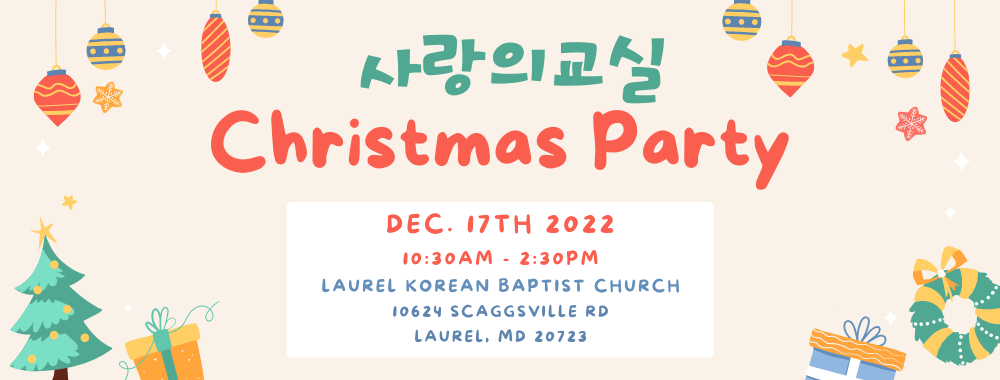 사랑의교실
Christmas Party
DEC. 17TH 2022
10:30AM - 2:30PM
LAUREL KOREAN BAPTIST CHURCH
10624 SCAGGSVILLE RD
LAUREL, MD 20723